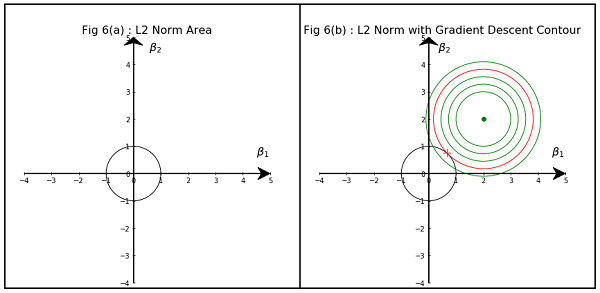 Fig 6(a) : L2 Norm Area
β2
5
4
3
2
1
0
−1
−2
−3
−4
β1
−4 −3 −2 −1 0 1 2 3 4 5
Fig 6(b) : L2 Norm with Gradient Descent Contour
β2
5
4
3
2
1
0
−1
−2
−3
−4
β1
−4 −3 −2 −1 0 1 2 3 4 5